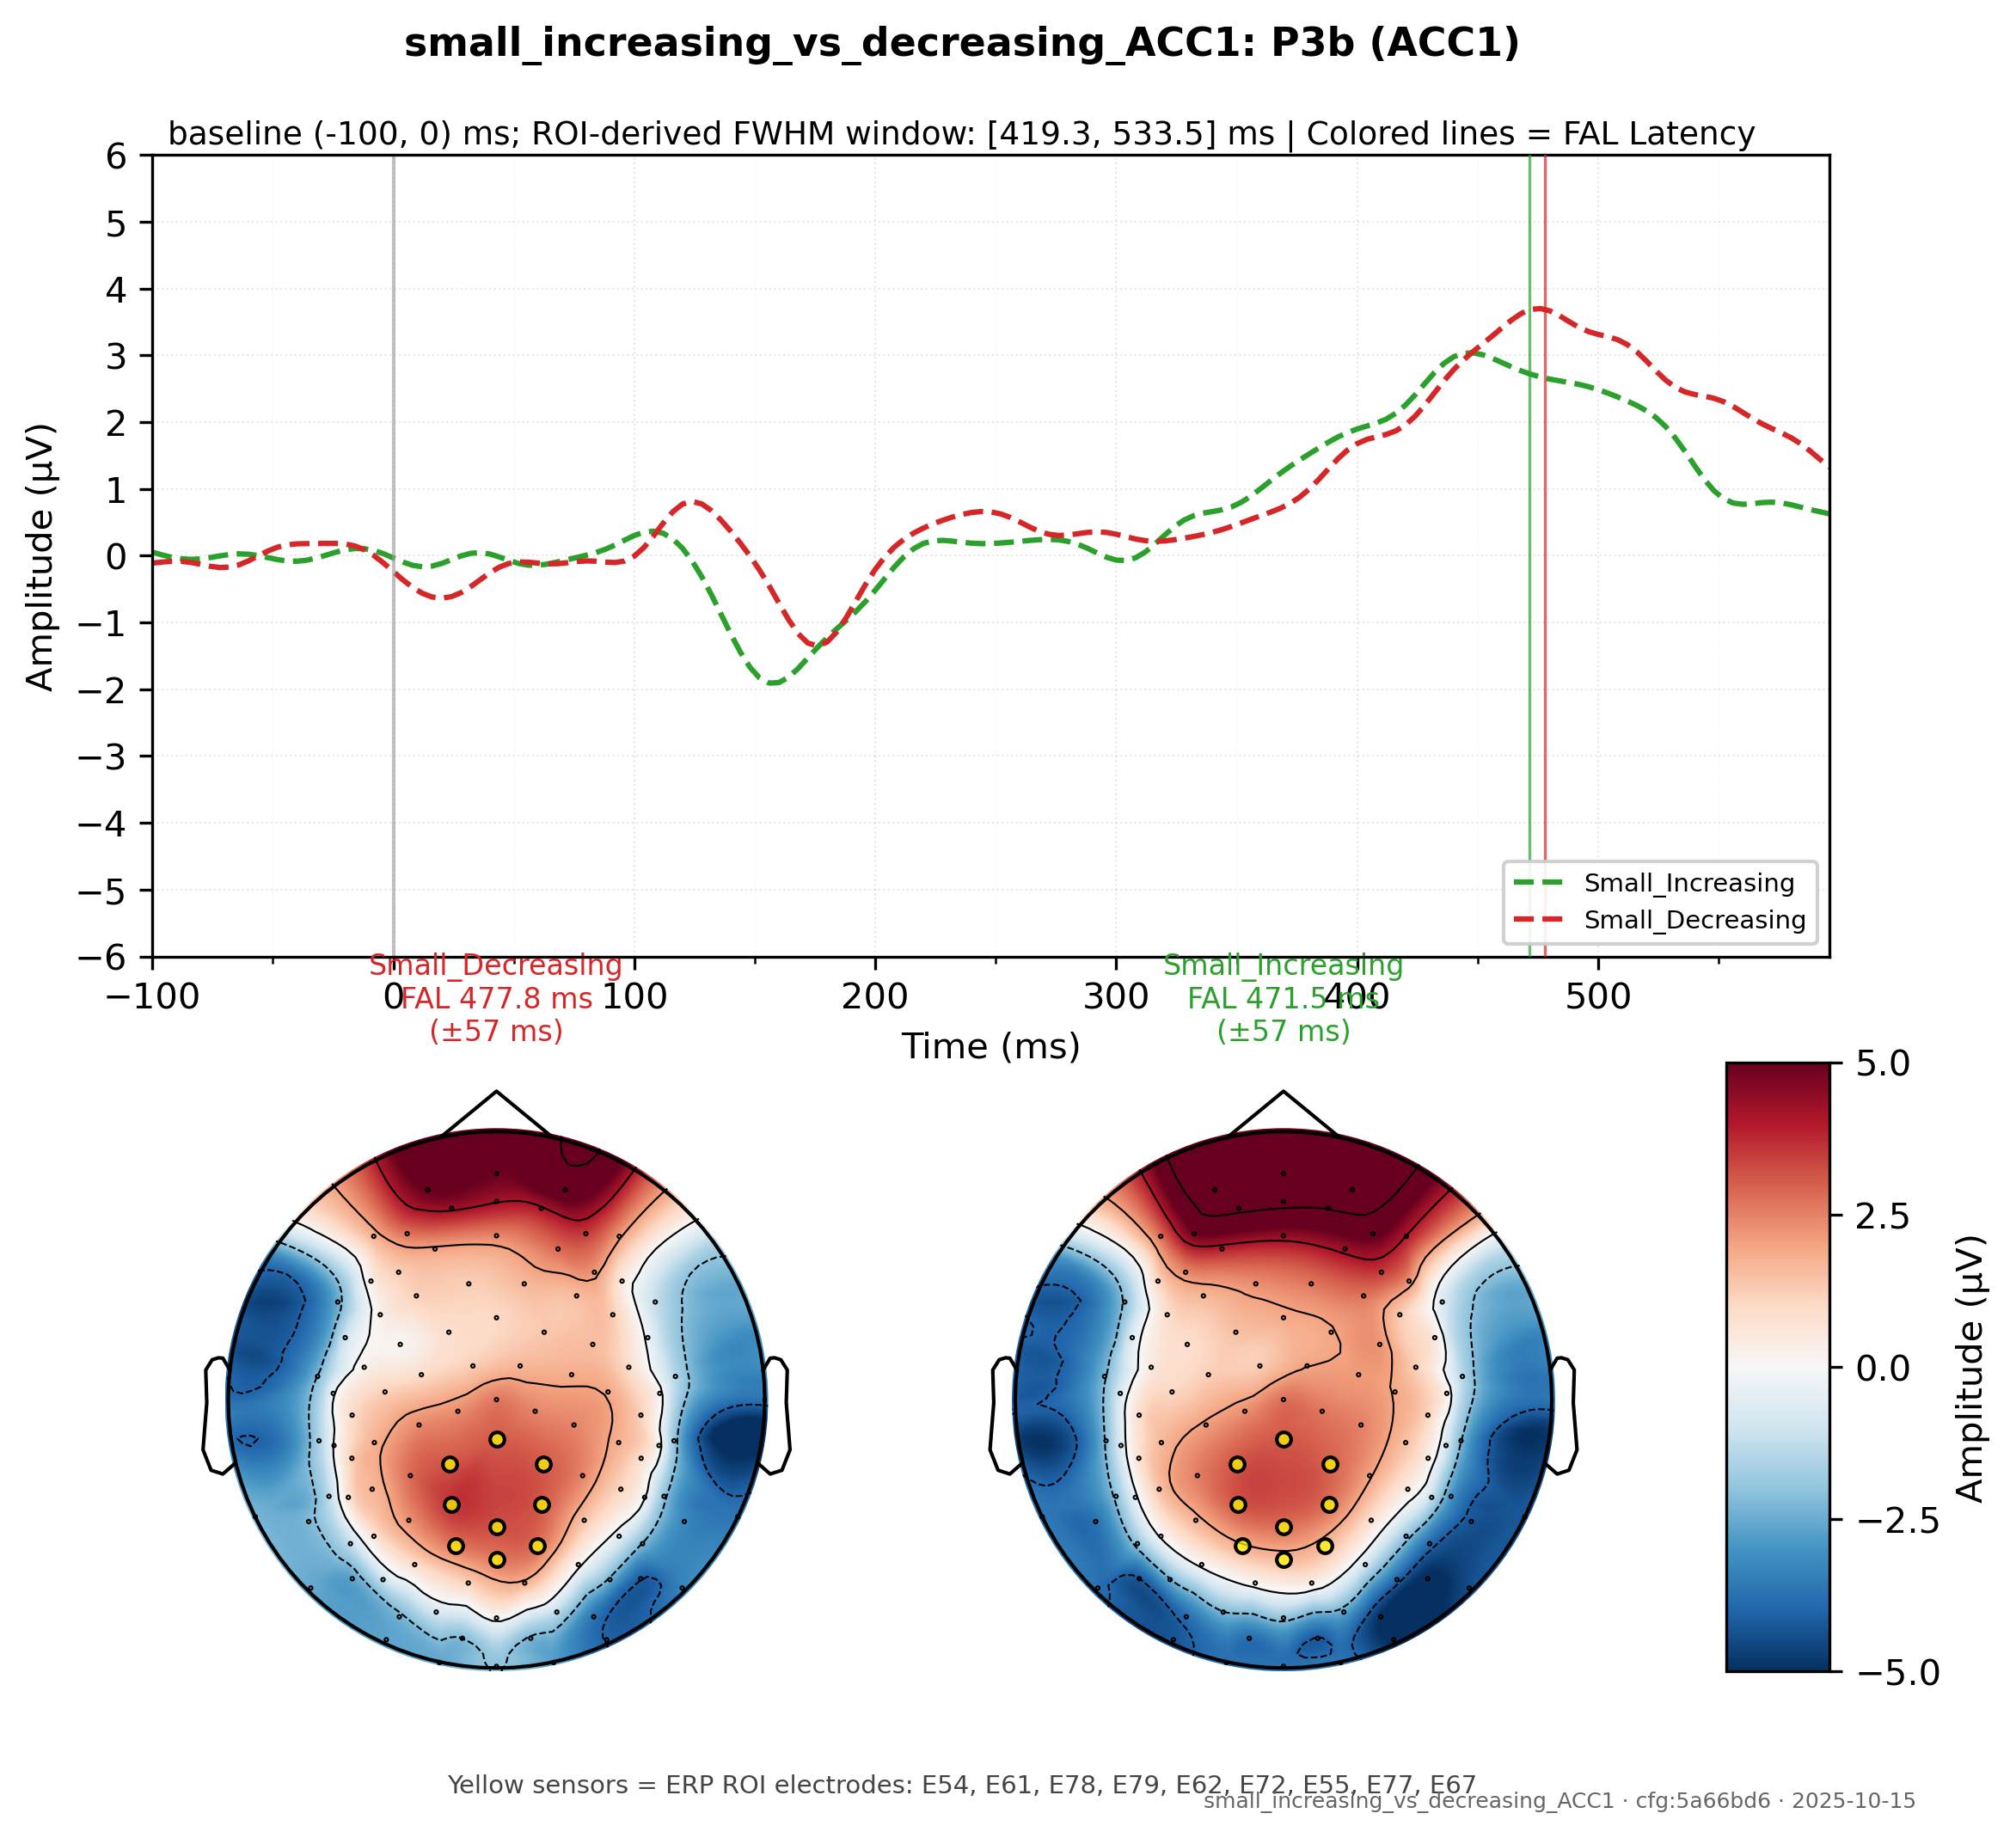 small_increasing_vs_decreasing_ACC1: P3b (ACC1)
baseline (-100, 0) ms; ROI-derived FWHM window: [419.3, 533.5] ms | Colored lines = FAL Latency
Amplitude (µV)
6
5
4
3
2
1
0
−1
−2
−3
−4
−5
−6
Small_Increasing
Small_Decreasing
−100
0
100
200
300
400
500
Time (ms)
Small_Decreasing
FAL 477.8 ms
(±57 ms)
Small_Increasing
FAL 471.5 ms
(±57 ms)
5.0
2.5
0.0
−2.5
−5.0
Amplitude (µV)
Yellow sensors = ERP ROI electrodes: E54, E61, E78, E79, E62, E72, E55, E77, E67
small_increasing_vs_decreasing_ACC1 · cfg:5a66bd6 · 2025-10-15